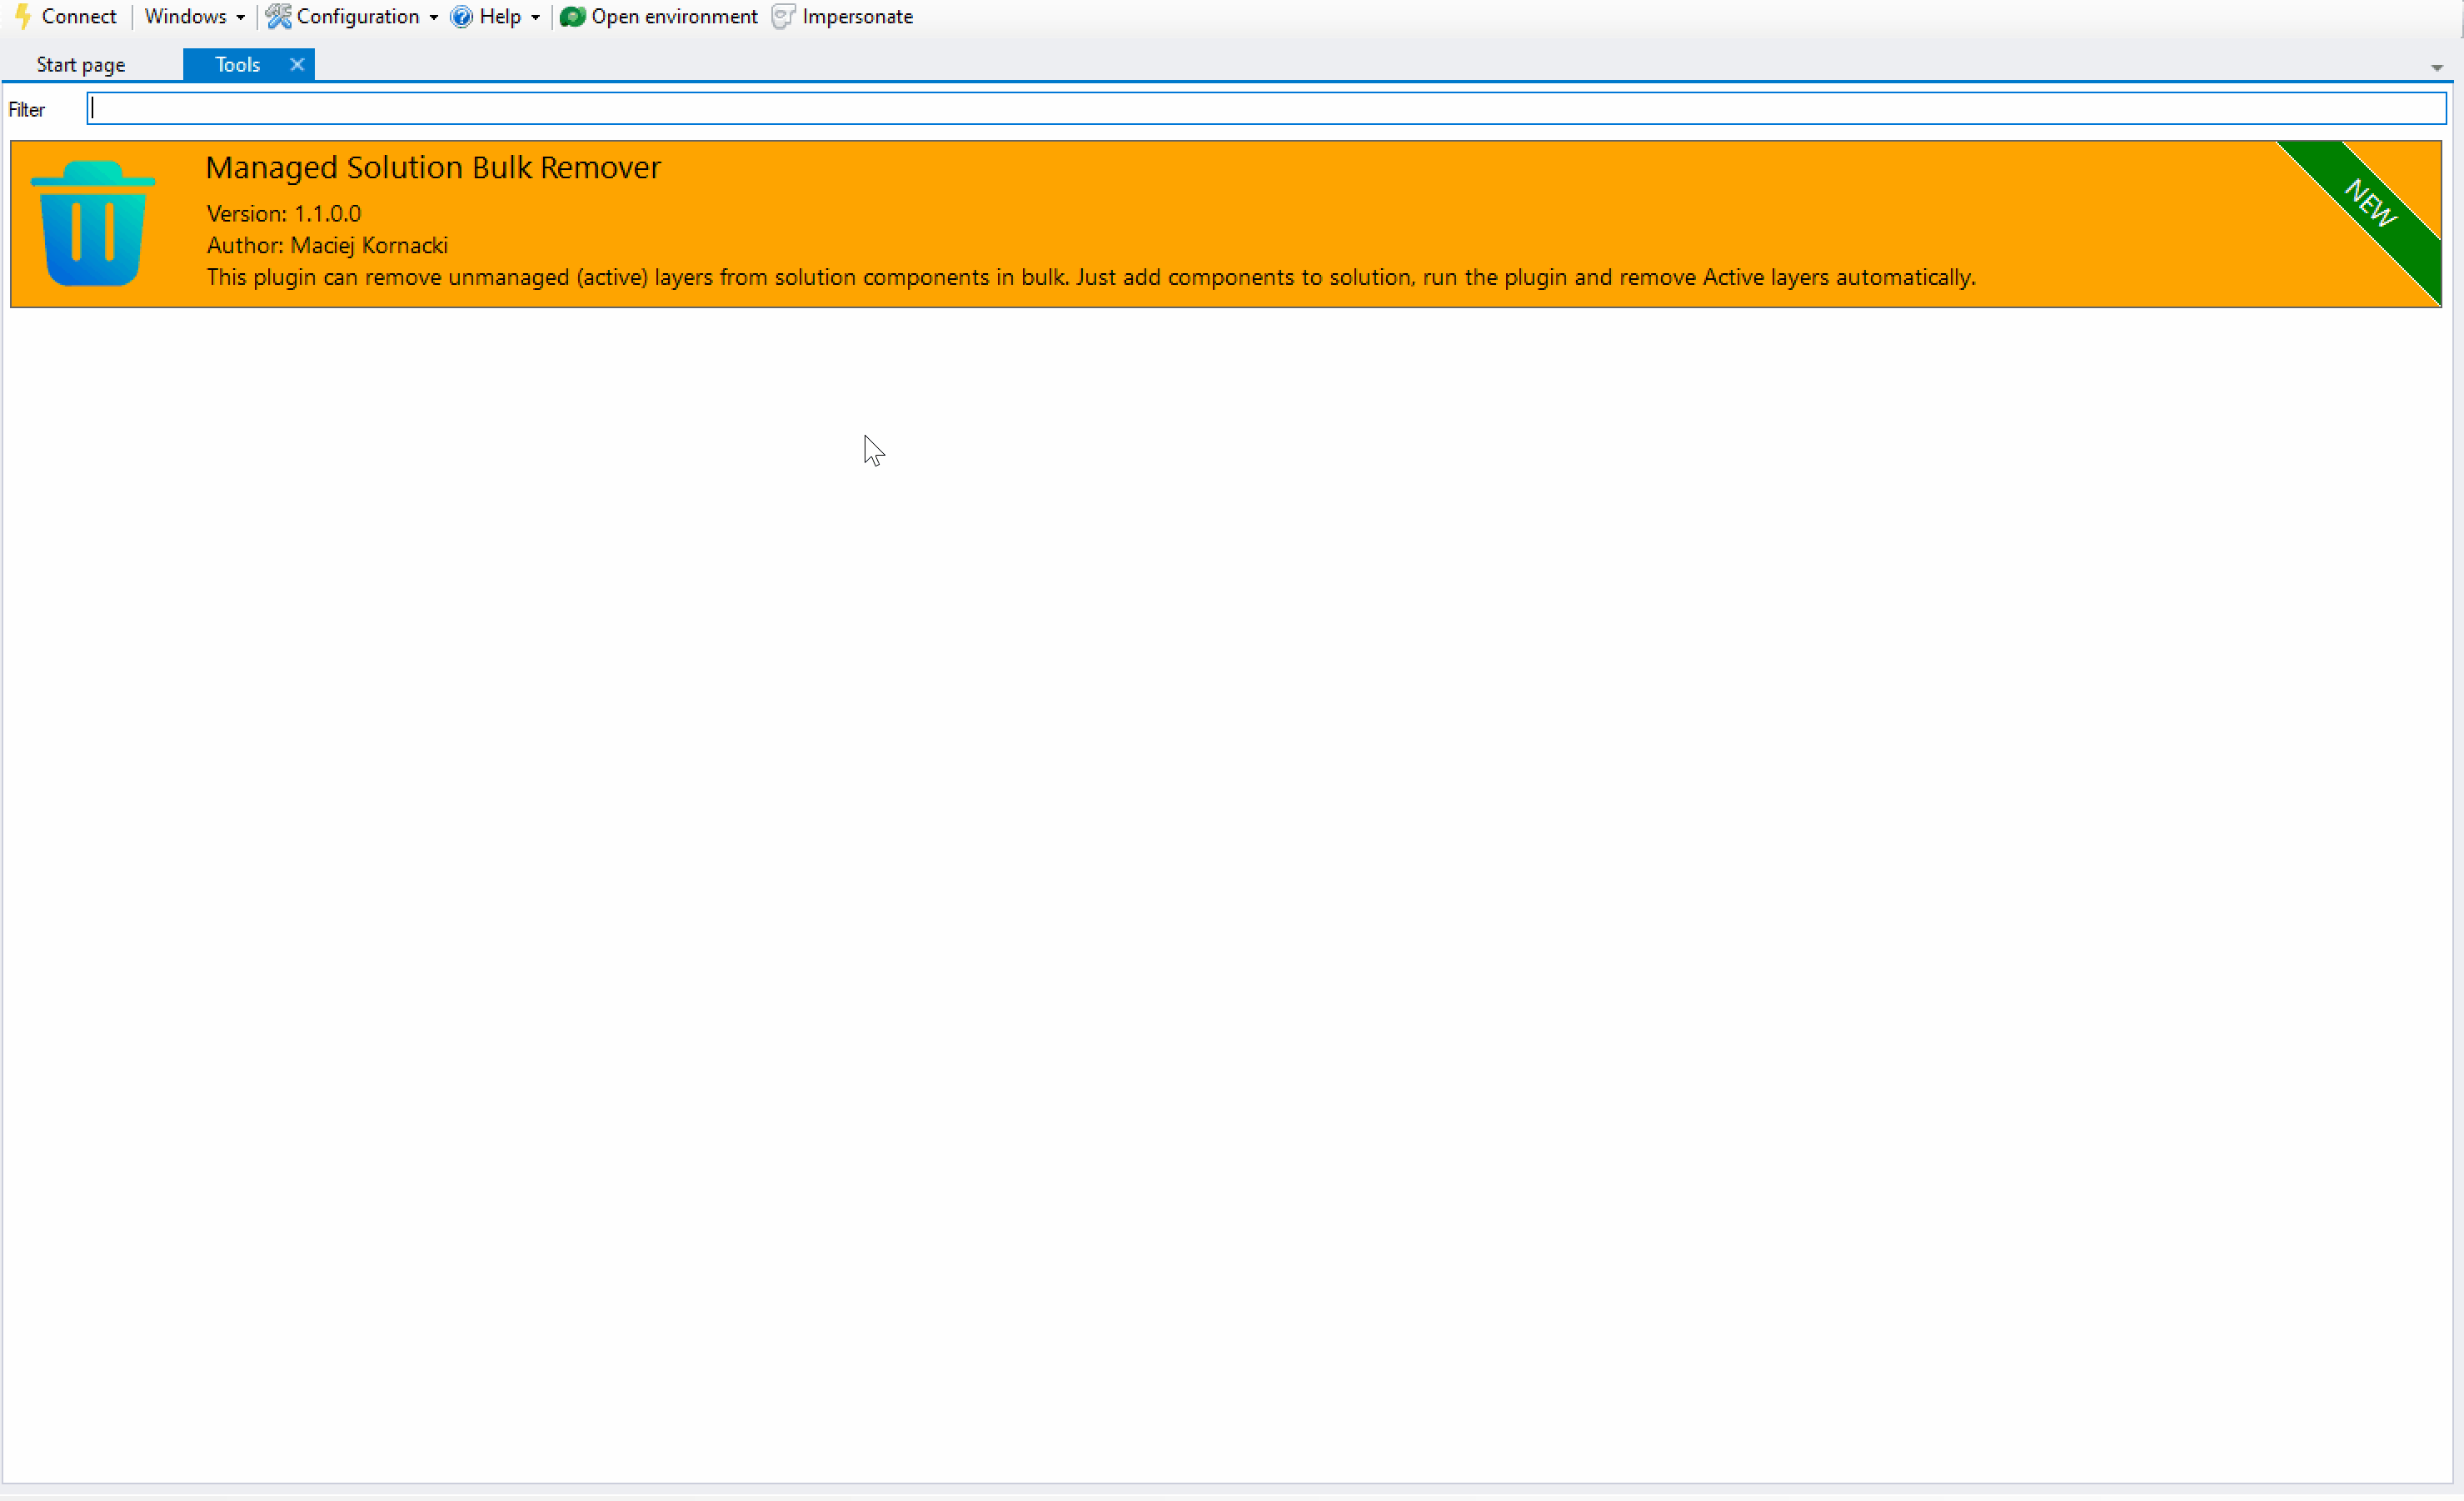 Connect Windows Configuration Help Open environment Impersonate
Start page Tools
Filter
Managed Solution Bulk Remover
NEW
Version: 1.1.0.0
Author: Maciej Kornacki
This plugin can remove unmanaged (active) layers from solution components in bulk. Just add components to solution, run the plugin and remove Active layers automatically.